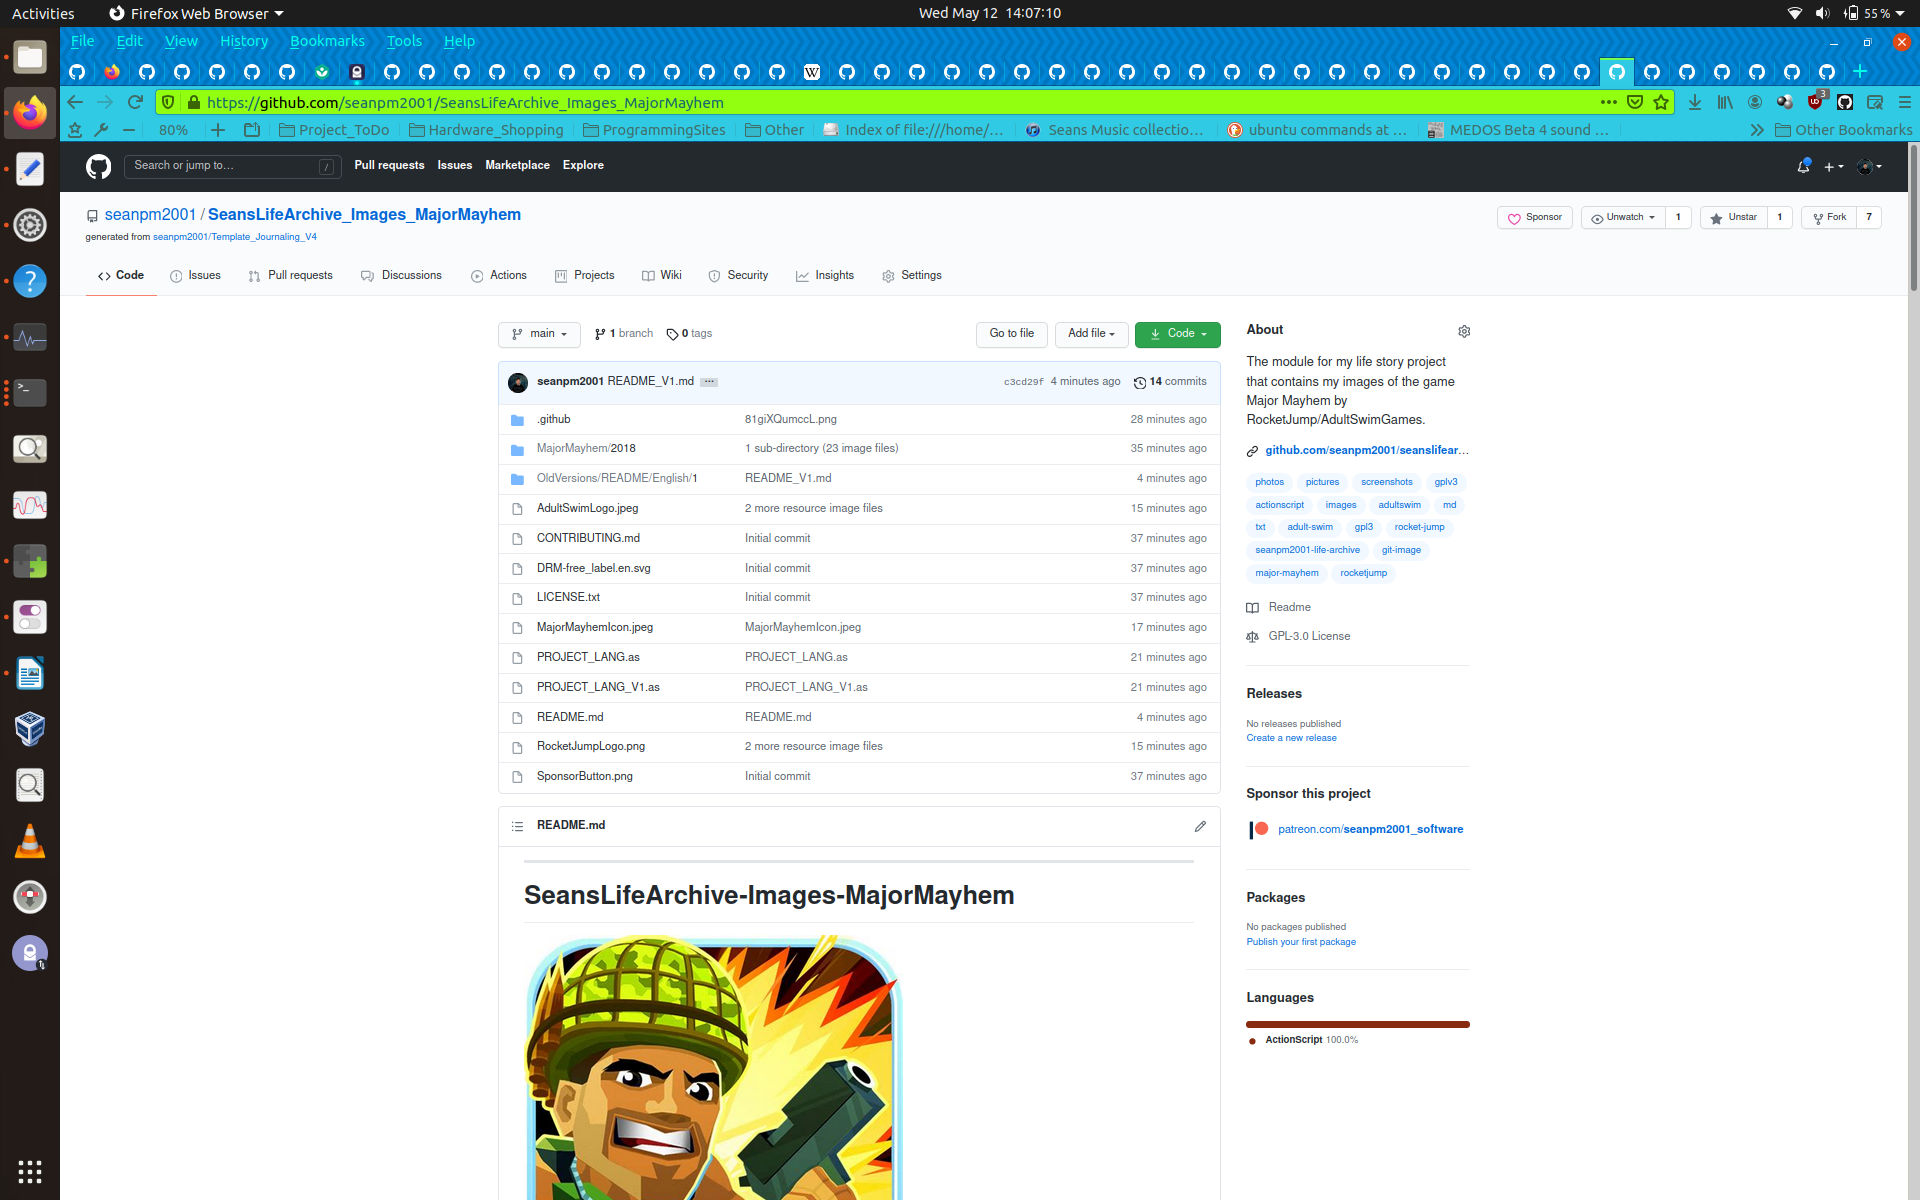 Activities
Firefox Web Browser
Wed May 12 14:07:10
55 %
File Edit View History Bookmarks Tools Help
W
https://github.com/seanpm2001/SeansLifeArchive_Images_MajorMayhem
3
80%
Project_ToDo
Hardware_Shopping
ProgrammingSites
Other
Index of file:///home/...
Seans Music collectio...
ubuntu commands at ...
MEDOS Beta 4 sound ...
Other Bookmarks
Search or jump to...
/
Pull requests Issues Marketplace Explore
seanpm2001 / SeansLifeArchive_Images_MajorMayhem
generated from seanpm2001/Template_Journaling_V4
Sponsor
Unwatch 1
Unstar 1
Fork 7
Code
Issues
Pull requests
Discussions
Actions
Projects
Wiki
Security
Insights
Settings
main
1 branch
0 tags
Go to file
Add file
Code
seanpm2001 README_V1.md ... c3cd29f 4 minutes ago 14 commits
.github 81giXQumccL.png 28 minutes ago
MajorMayhem/2018 1 sub-directory (23 image files) 35 minutes ago
OldVersions/README/English/1 README_V1.md 4 minutes ago
AdultSwimLogo.jpeg 2 more resource image files 15 minutes ago
CONTRIBUTING.md Initial commit 37 minutes ago
DRM-free_label.en.svg Initial commit 37 minutes ago
LICENSE.txt Initial commit 37 minutes ago
MajorMayhemIcon.jpeg MajorMayhemIcon.jpeg 17 minutes ago
PROJECT_LANG.as PROJECT_LANG.as 21 minutes ago
PROJECT_LANG_V1.as PROJECT_LANG_V1.as 21 minutes ago
README.md README.md 4 minutes ago
RocketJumpLogo.png 2 more resource image files 15 minutes ago
SponsorButton.png Initial commit 37 minutes ago
README.md
SeansLifeArchive-Images-MajorMayhem
About
The module for my life story project
that contains my images of the game
Major Mayhem by
RocketJump/AdultSwimGames.
github.com/seanpm2001/seanslifear...
photos pictures screenshots gplv3
actionscript images adultswim md
txt adult-swim gpl3 rocket-jump
seanpm2001-life-archive git-image
major-mayhem rocketjump
Readme
GPL-3.0 License
Releases
No releases published
Create a new release
Sponsor this project
patreon.com/seanpm2001_software
Packages
No packages published
Publish your first package
Languages
ActionScript 100.0%